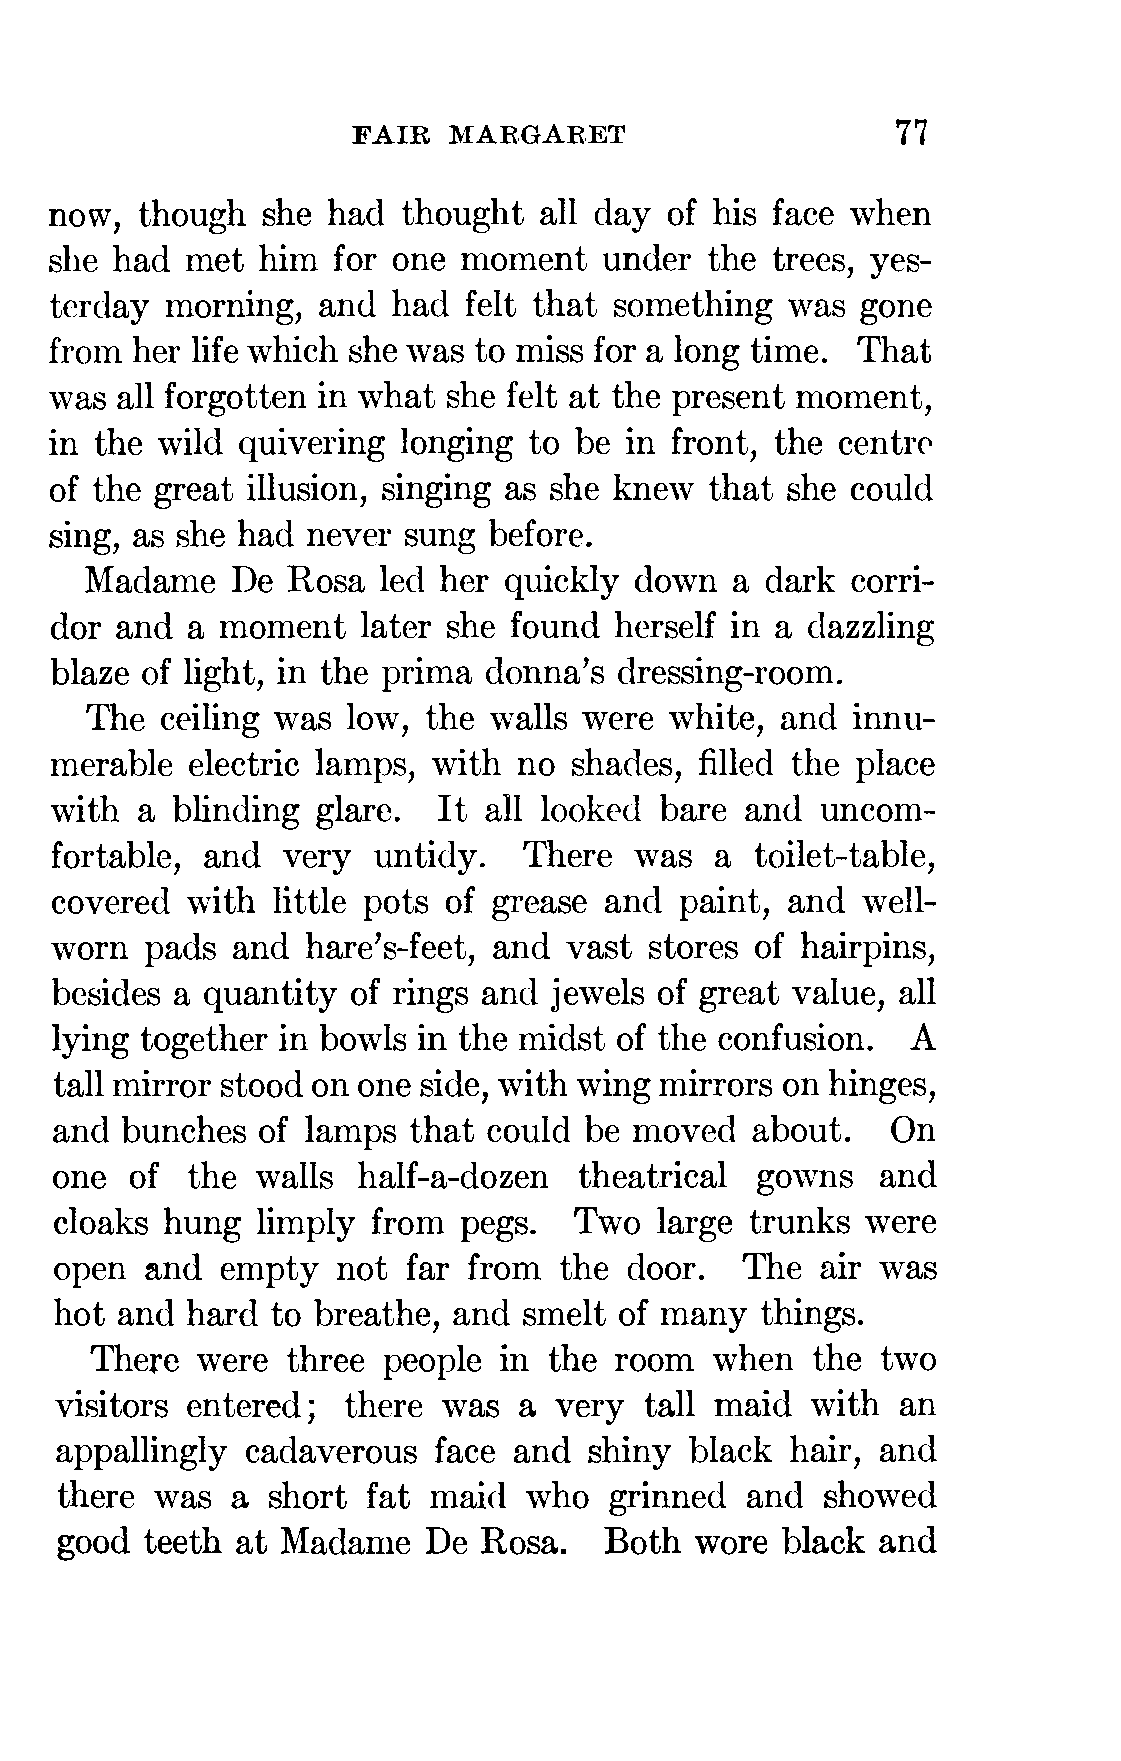 FAIR MARGARET 77
now, though she had thought all day of his face when
she had met him for one moment under the trees, yes-
terday morning, and had felt that something was gone
from her life which she was to miss for a long time. That
was all forgotten in what she felt at the present moment,
in the wild quivering longing to be in front, the centre
of the great illusion, singing as she knew that she could
sing, as she had never sung before.
Madame De Rosa led her quickly down a dark corri-
dor and a moment later she found herself in a dazzling
blaze of light, in the prima donna's dressing-room.
The ceiling was low, the walls were white, and innu-
merable electric lamps, with no shades, filled the place
with a blinding glare. It all looked bare and uncom-
fortable, and very untidy. There was a toilet-table,
covered with little pots of grease and paint, and well-
worn pads and hare's-feet, and vast stores of hairpins,
besides a quantity of rings and jewels of great value, all
lying together in bowls in the midst of the confusion. A
tall mirror stood on one side, with wing mirrors on hinges,
and bunches of lamps that could be moved about. On
one of the walls half-a-dozen theatrical gowns and
cloaks hung limply from pegs. Two large trunks were
open and empty not far from the door. The air was
hot and hard to breathe, and smelt of many things.
There were three people in the room when the two
visitors entered; there was a very tall maid with an
appallingly cadaverous face and shiny black hair, and
there was a short fat maid who grinned and showed
good teeth at Madame De Rosa. Both wore black and